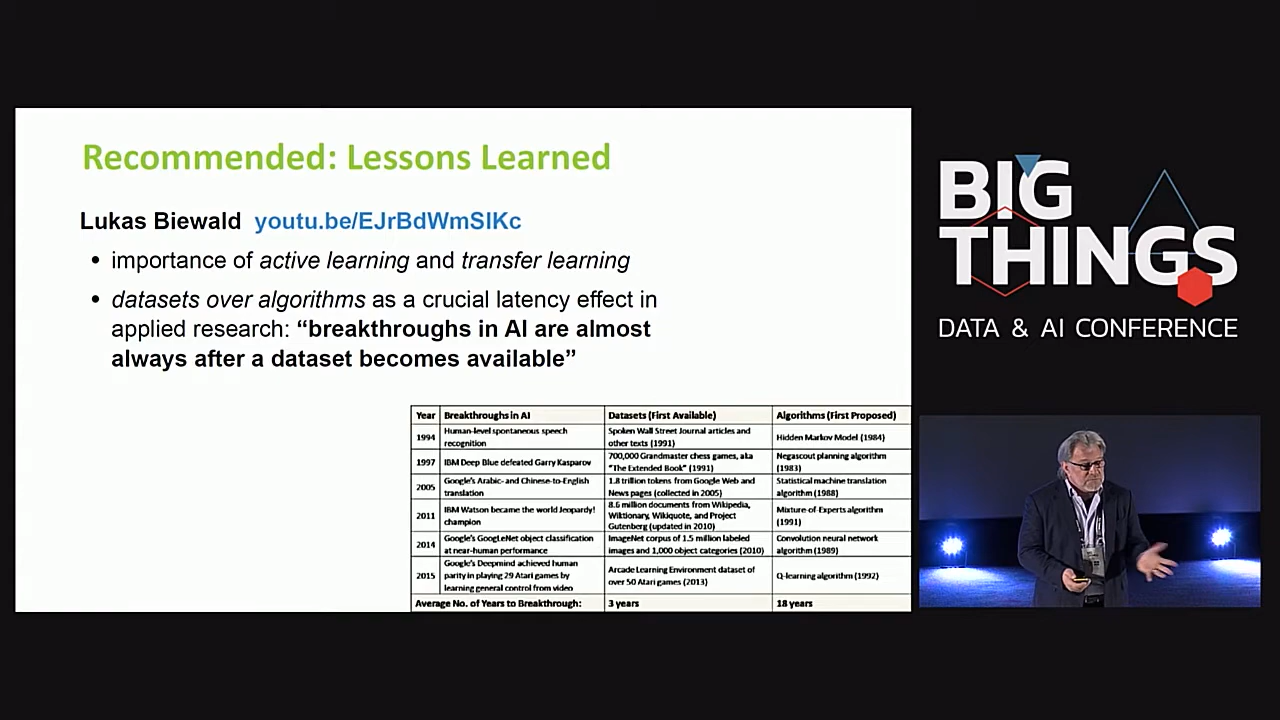 Recommended: Lessons Learned
Lukas Biewald youtu.be/EJrBdWmSIKc
• importance of active learning and transfer learning
• datasets over algorithms as a crucial latency effect in
applied research: “breakthroughs in AI are almost
always after a dataset becomes available”
Year Breakthroughs in AI Datasets (First Available) Algorithms (First Proposed)
1994 Human-level spontaneous speech recognition Spoken Wall Street Journal articles and other texts (1991) Hidden Markov Model (1984)
1997 IBM Deep Blue defeated Garry Kasparov 700,000 Grandmaster chess games, aka "The Extended Book" (1991) Negascout planning algorithm (1983)
2005 Google's Arabic- and Chinese-to-English translation 1.8 trillion tokens from Google Web and News pages (collected in 2005) Statistical machine translation algorithm (1988)
2011 IBM Watson became the world Jeopardy! champion 8.6 million documents from Wikipedia, Wiktionary, Wikiquote, and Project Gutenberg (updated in 2010) Mixture-of-Experts algorithm (1991)
2014 Google's GoogLeNet object classification at near-human performance ImageNet corpus of 1.5 million labeled images and 1,000 object categories (2010) Convolution neural network algorithm (1989)
2015 Google's Deepmind achieved human parity in playing 29 Atari games by learning general control from video Arcade Learning Environment dataset of over 50 Atari games (2013) Q-learning algorithm (1992)
Average No. of Years to Breakthrough: 3 years 18 years
BIG
THINGS
DATA & AI CONFERENCE